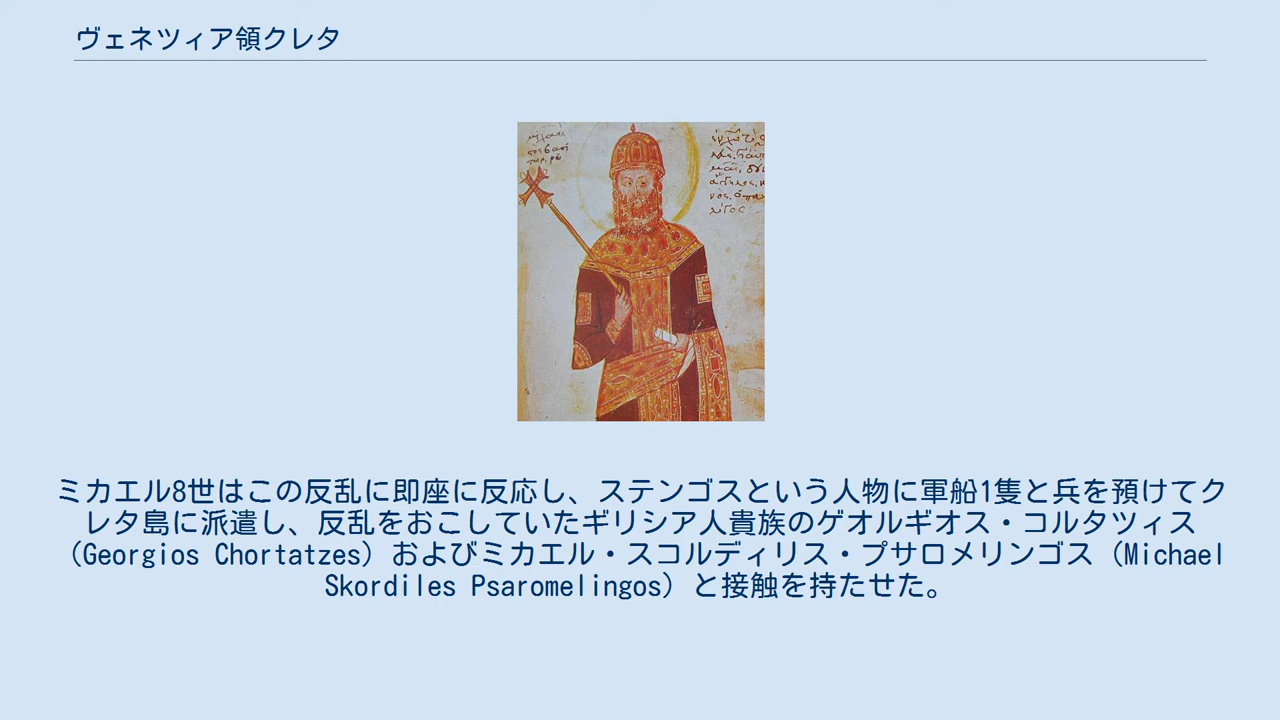 ヴェネツィア領クレタ
ミカエル8世はこの反乱に即座に反応し、ステンゴスという人物に軍船1隻と兵を預けてク
レタ島に派遣し、反乱をおこしていたギリシア人貴族のゲオルギオス・コルタツィス
（Georgios Chortatzes）およびミカエル・スコルディリス・プサロメリンゴス（Michael
Skordiles Psaromelingos）と接触を持たせた。